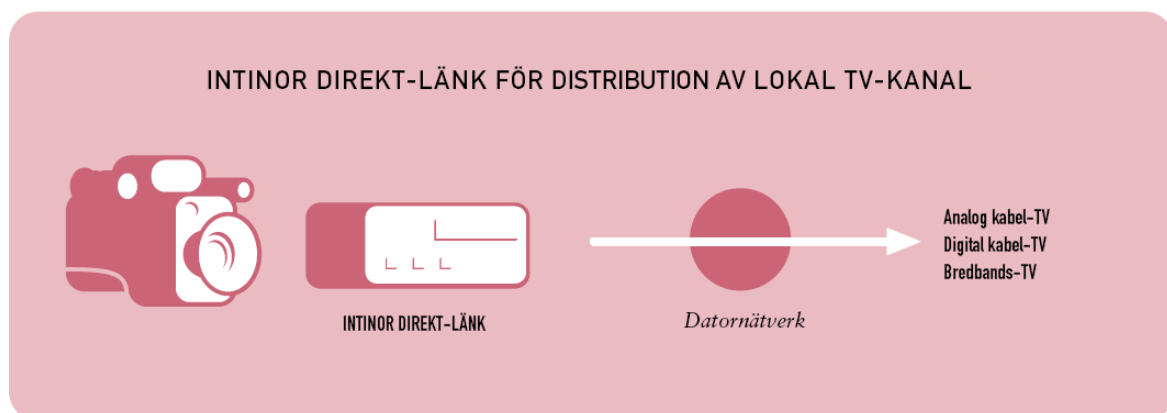 INTINOR DIREKT-LÄNK FÖR DISTRIBUTION AV LOKAL TV-KANAL
INTINOR DIREKT-LÄNK
Datornätverk
Analog kabel-TV
Digital kabel-TV
Bredbands-TV